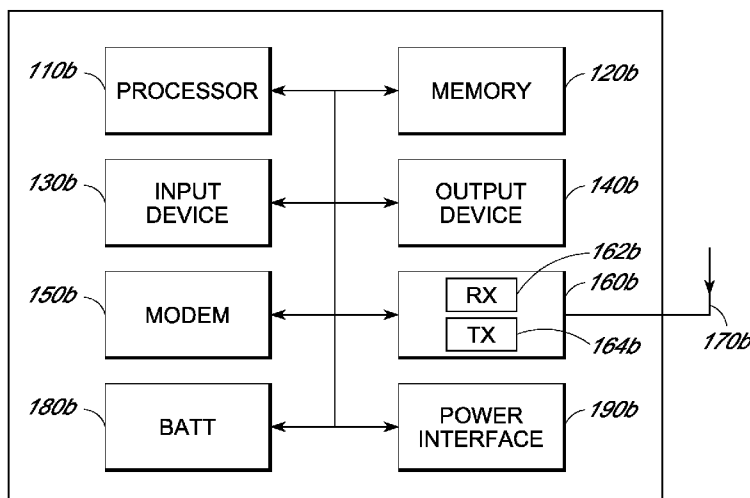 110b
PROCESSOR
MEMORY
120b
130b
INPUT
DEVICE
OUTPUT
DEVICE
140b
162b
150b
MODEM
RX
TX
160b
164b
170b
180b
BATT
POWER
INTERFACE
190b